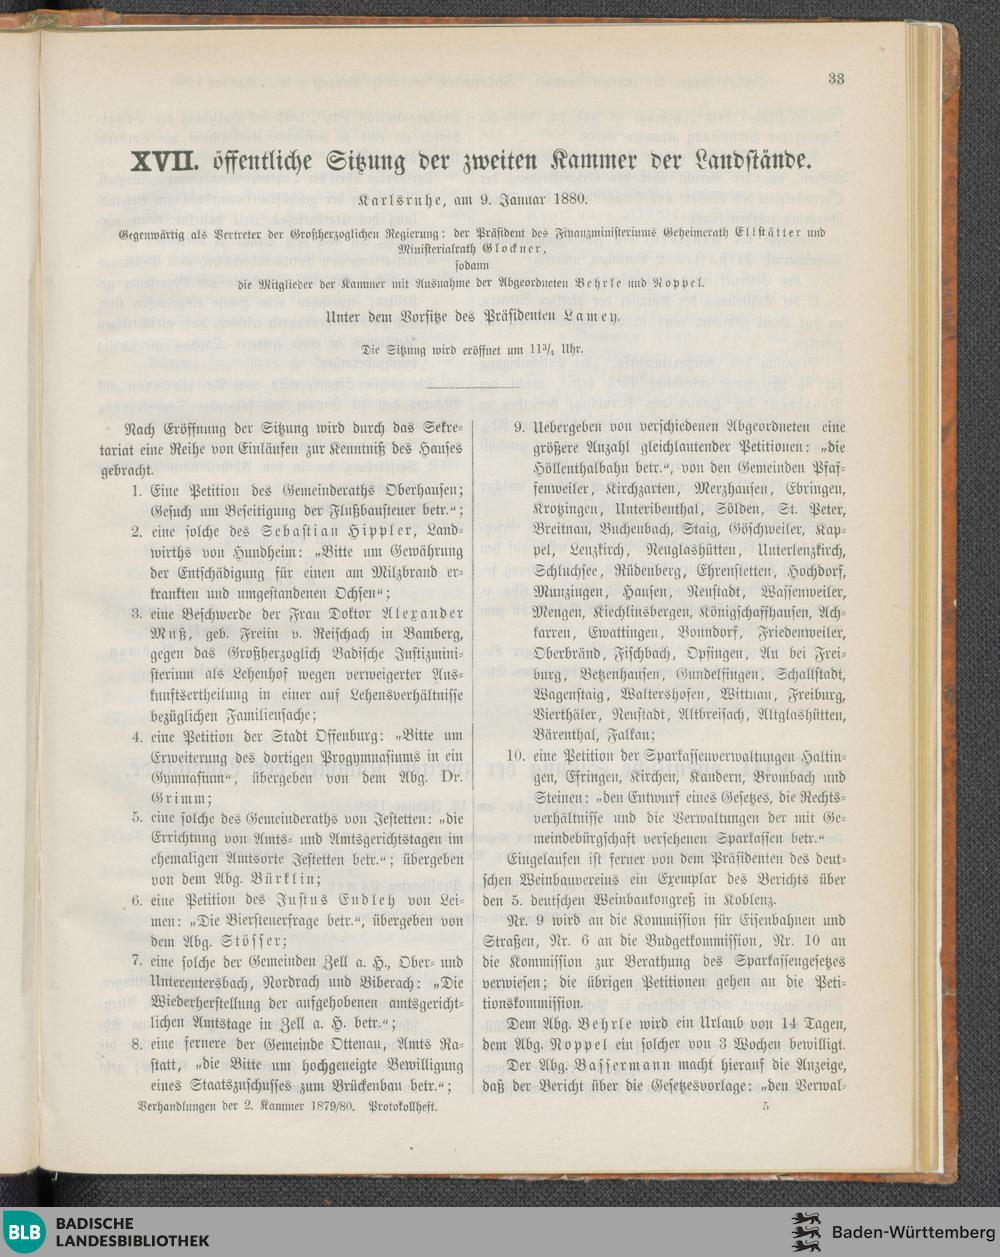 33
XVII. öffentliche Sitzung der zweiten Kammer der Landstände.
Karlsruhe, am 9. Januar 1880.
Gegenwärtig als Vertreter der Großherzoglichen Regierung: der Präsident des Finanzministeriums Geheimerath Ellstätter und
Ministerialrath Glockner,
sodann
die Mitglieder der Kammer mit Ausnahme der Abgeordneten Behrle und Noppel.
Unter dem Vorsitze des Präsidenten Lamey.
Die Sitzung wird eröffnet um 11¾ Uhr.
Nach Eröffnung der Sitzung wird durch das Sekre-
tariat eine Reihe von Einläufen zur Kenntniß des Hauses
gebracht.
1. Eine Petition des Gemeinderaths Oberhausen;
Gesuch um Beseitigung der Flußbausteuer betr.“;
2. eine solche des Sebastian Hippler, Land-
wirths von Hundheim: „Bitte um Gewährung
der Entschädigung für einen am Milzbrand er-
krankten und umgestandenen Ochsen“;
3. eine Beschwerde der Frau Doktor Alexander
Muß, geb. Freiin v. Reischach in Bamberg,
gegen das Großherzoglich Badische Justizmini-
sterium als Lehenhof wegen verweigerter Aus-
kunftsertheilung in einer auf Lehensverhältnisse
bezüglichen Familiensache;
4. eine Petition der Stadt Offenburg: „Bitte um
Erweiterung des dortigen Progymnasiums in ein
Gymnasium“, übergeben von dem Abg. Dr.
Grimm;
5. eine solche des Gemeinderaths von Jestetten: „die
Errichtung von Amts- und Amtsgerichtstagen im
ehemaligen Amtsorte Jestetten betr.“; übergeben
von dem Abg. Bürklin;
6. eine Petition des Justus Endleh von Lei-
men: „Die Biersteuerfrage betr.“, übergeben von
dem Abg. Stösser;
7. eine solche der Gemeinden Zell a. H., Ober- und
Unterentersbach, Nordrach und Biberach: „Die
Wiederherstellung der aufgehobenen amtsgericht-
lichen Amtstage in Zell a. H. betr.“;
8. eine fernere der Gemeinde Ottenau, Amts Ra-
statt, „die Bitte um hochgeneigte Bewilligung
eines Staatszuschusses zum Brückenbau betr.“;
Verhandlungen der 2. Kammer 1879/80. Protokollheft.
9. Uebergeben von verschiedenen Abgeordneten eine
größere Anzahl gleichlautender Petitionen: „die
Höllenthalbahn betr.“, von den Gemeinden Pfaf-
fenweiler, Kirchzarten, Merzhausen, Ebringen,
Krotzingen, Unteribenthal, Sölden, St. Peter,
Breitnau, Buchenbach, Staig, Göschweiler, Kap-
pel, Lenzkirch, Neuglashütten, Unterlenzkirch,
Schluchsee, Rüdenberg, Ehrenstetten, Hochdorf,
Munzingen, Hausen, Neustadt, Wasenweiler,
Mengen, Kiechlinsbergen, Königschaffhausen, Ach-
karren, Ewattingen, Bonndorf, Friedenweiler,
Oberbränd, Fischbach, Opfingen, Au bei Frei-
burg, Betzenhausen, Gundelfingen, Schallstadt,
Wagenstaig, Waltershofen, Wittnau, Freiburg,
Vierthäler, Neustadt, Altbreisach, Altglashütten,
Bärenthal, Falkau;
10. eine Petition der Sparkassenverwaltungen Haltin-
gen, Efringen, Kirchen, Kandern, Brombach und
Steinen: „den Entwurf eines Gesetzes, die Rechts-
verhältnisse und die Verwaltungen der mit Ge-
meindebürgschaft versehenen Sparkassen betr.“
Eingelaufen ist ferner von dem Präsidenten des deut-
schen Weinbauvereins ein Exemplar des Berichts über
den 5. deutschen Weinbaukongreß in Koblenz.
Nr. 9 wird an die Kommission für Eisenbahnen und
Straßen, Nr. 6 an die Budgetkommission, Nr. 10 an
die Kommission zur Berathung des Sparkassengesetzes
verwiesen; die übrigen Petitionen gehen an die Peti-
tionskommission.
Dem Abg. Behrle wird ein Urlaub von 14 Tagen,
dem Abg. Noppel ein solcher von 3 Wochen bewilligt.
Der Abg. Bassermann macht hierauf die Anzeige,
daß der Bericht über die Gesetzesvorlage: „den Verwal-
5
BLB BADISCHE
LANDESBIBLIOTHEK
Baden-Württemberg